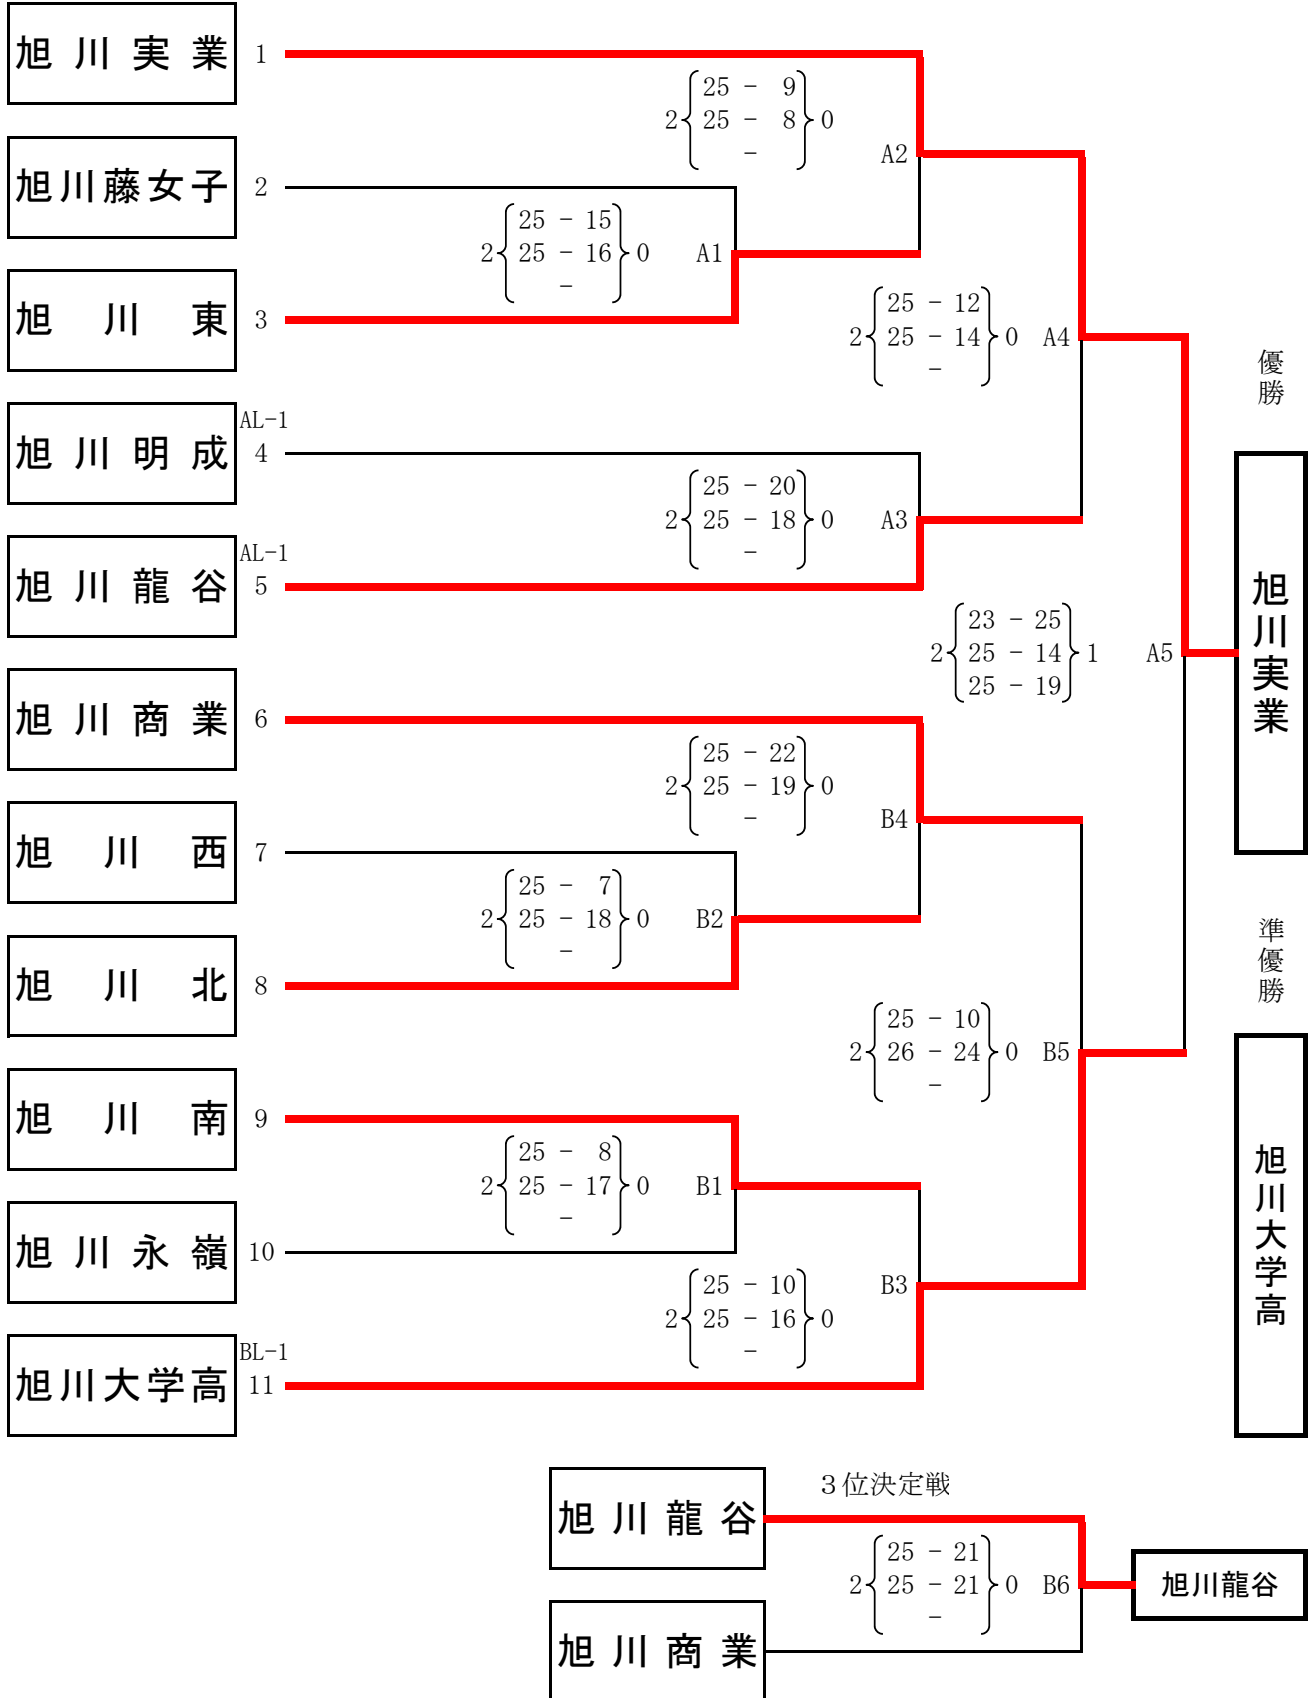 旭川実業 1
25 - 9
2 25 - 8 0
-
A2
旭川藤女子 2
25 - 15
2 25 - 16 0 A1
-
旭川東 3
25 - 12
2 25 - 14 0 A4
-
優勝
AL-1
旭川明成 4
25 - 20
2 25 - 18 0 A3
-
AL-1
旭川龍谷 5
旭川実業
23 - 25
2 25 - 14 1 A5
25 - 19
旭川商業 6
25 - 22
2 25 - 19 0
-
B4
旭川西 7
25 - 7
2 25 - 18 0 B2
-
準優勝
旭川北 8
25 - 10
2 26 - 24 0 B5
-
旭川南 9
25 - 8
2 25 - 17 0 B1
-
旭川大学高
旭川永嶺 10
25 - 10
2 25 - 16 0
-
B3
BL-1
旭川大学高 11
３位決定戦
旭川龍谷
25 - 21
2 25 - 21 0 B6
-
旭川龍谷
旭川商業